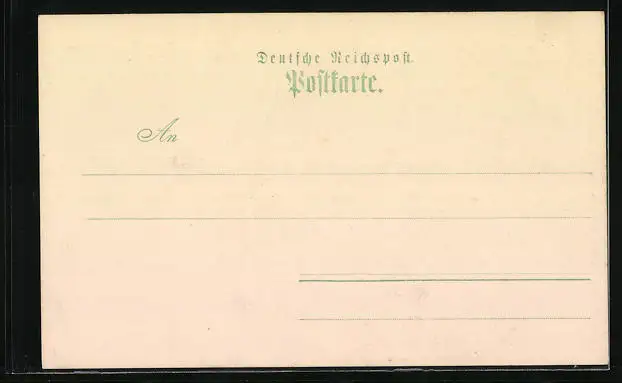 Deutsche Reichspost.
Postkarte.
An